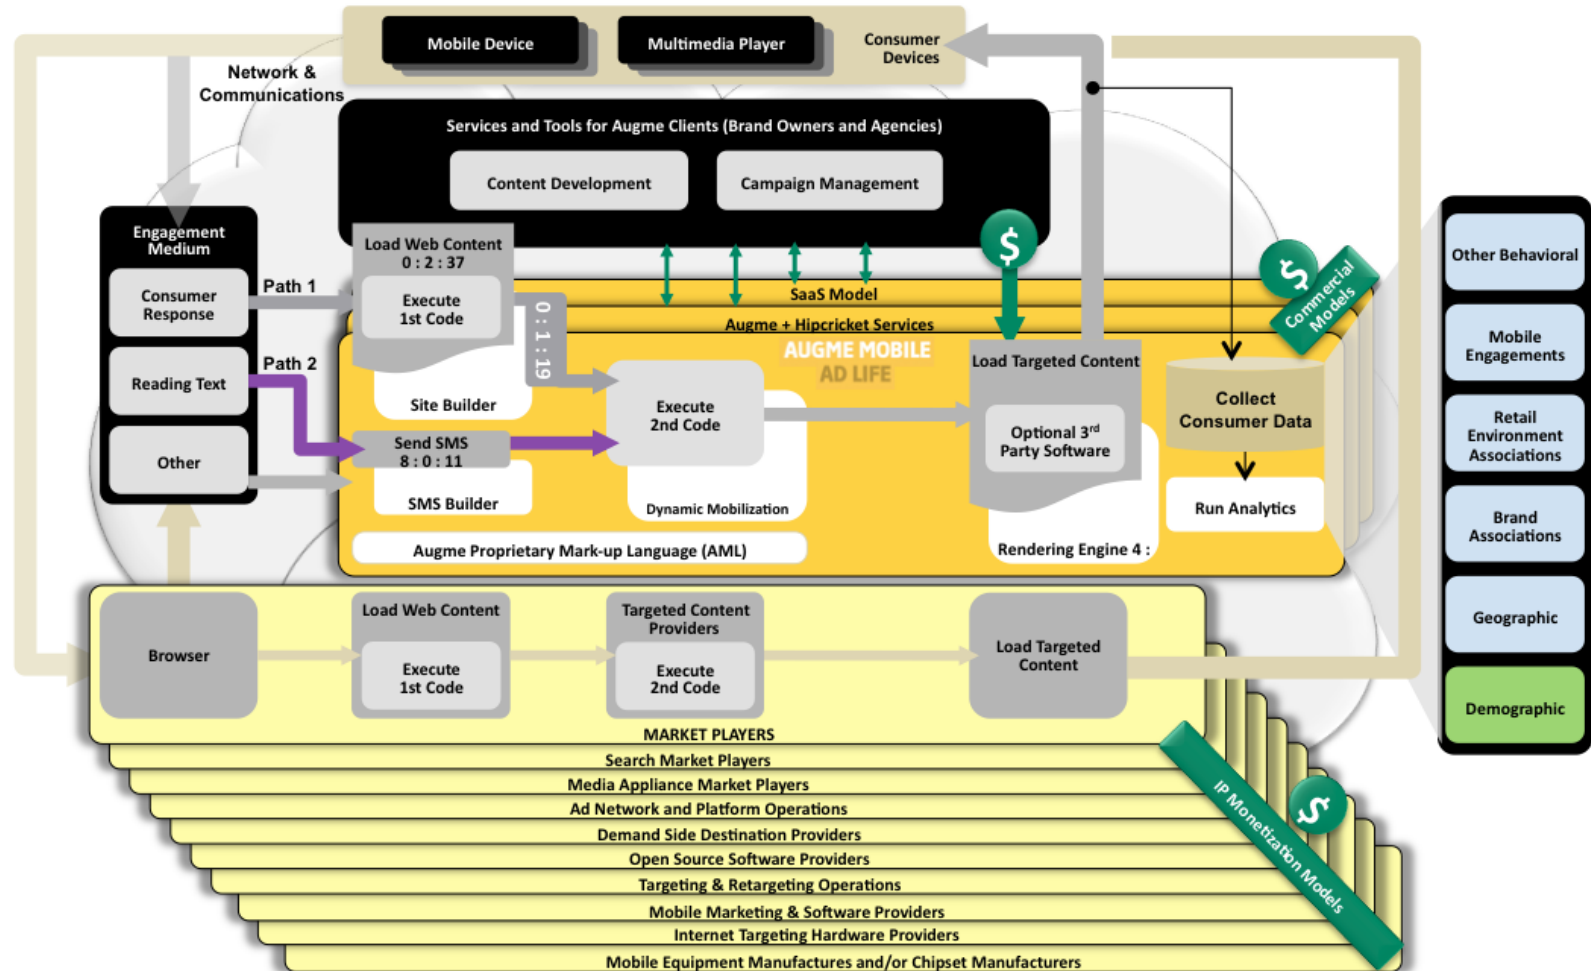 Mobile Device
Multimedia Player
Consumer
Devices
Network &
Communications
Services and Tools for Augme Clients (Brand Owners and Agencies)
Content Development
Campaign Management
Engagement
Medium
Consumer
Response
Reading Text
Other
Path 1
Path 2
Load Web Content
0 : 2 : 37
Execute
1st Code
0 : 1 : 19
Site Builder
Send SMS
8 : 0 : 11
SMS Builder
$
$
Commercial
Models
SaaS Model
Augme + Hipcricket Services
AUGME MOBILE
AD LIFE
Execute
2nd Code
Dynamic Mobilization
Load Targeted Content
Optional 3rd
Party Software
Rendering Engine 4 :
Collect
Consumer Data
Run Analytics
Augme Proprietary Mark-up Language (AML)
Other Behavioral
Mobile
Engagements
Retail
Environment
Associations
Brand
Associations
Geographic
Demographic
Browser
Load Web Content
Execute
1st Code
Targeted Content
Providers
Execute
2nd Code
Load Targeted
Content
MARKET PLAYERS
Search Market Players
Media Appliance Market Players
Ad Network and Platform Operations
Demand Side Destination Providers
Open Source Software Providers
Targeting & Retargeting Operations
Mobile Marketing & Software Providers
Internet Targeting Hardware Providers
Mobile Equipment Manufactures and/or Chipset Manufacturers
IP Monetization Models
$